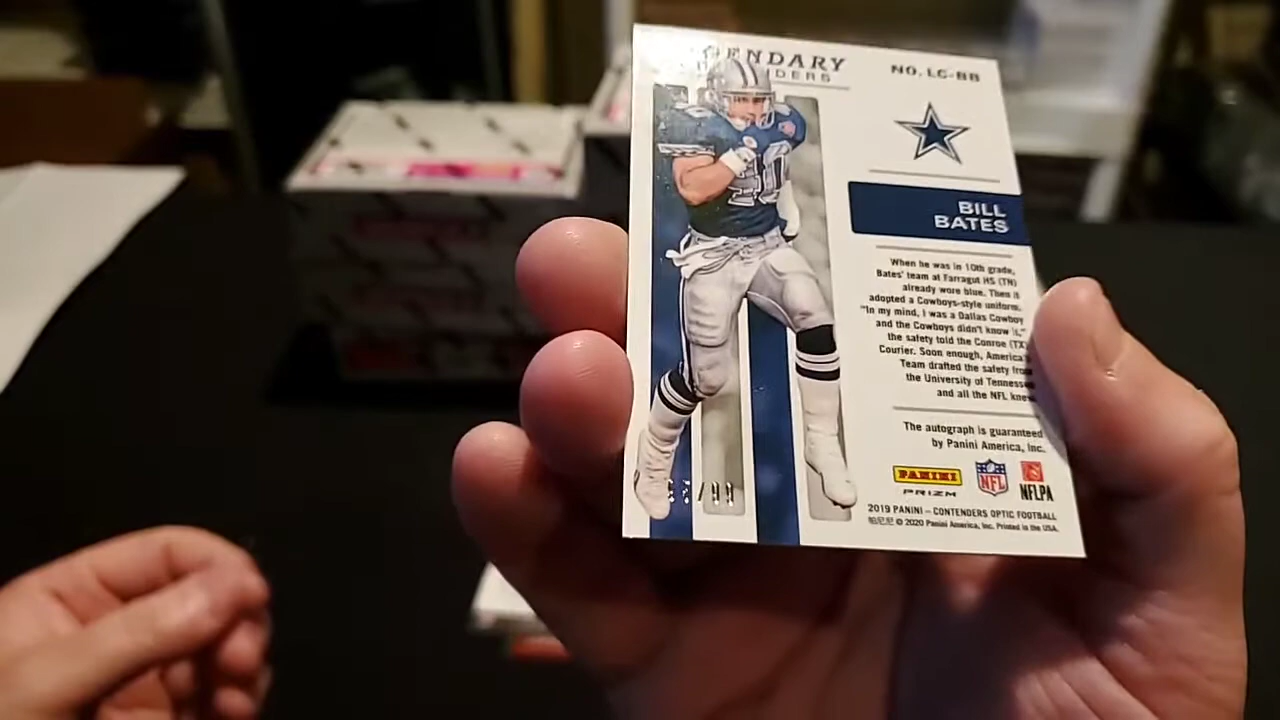 ENDARY
NO. LC-BB
BILL
BATES
When he was in 10th grade,
Bates' team at Farragut HS (TN)
already wore blue. Then it
adopted a Cowboys-style uniform.
"In my mind, I was a Dallas Cowboy
and the Cowboys didn't know it,"
the safety told the Conroe (TX)
Courier. Soon enough, America's
Team drafted the safety from
the University of Tennessee
and all the NFL knew
The autograph is guaranteed
by Panini America, Inc.
PANINI
PRIZM
NFL
NFLPA
2019 PANINI – CONTENDERS OPTIC FOOTBALL
© 2020 Panini America, Inc. Printed in the USA.
40
/99